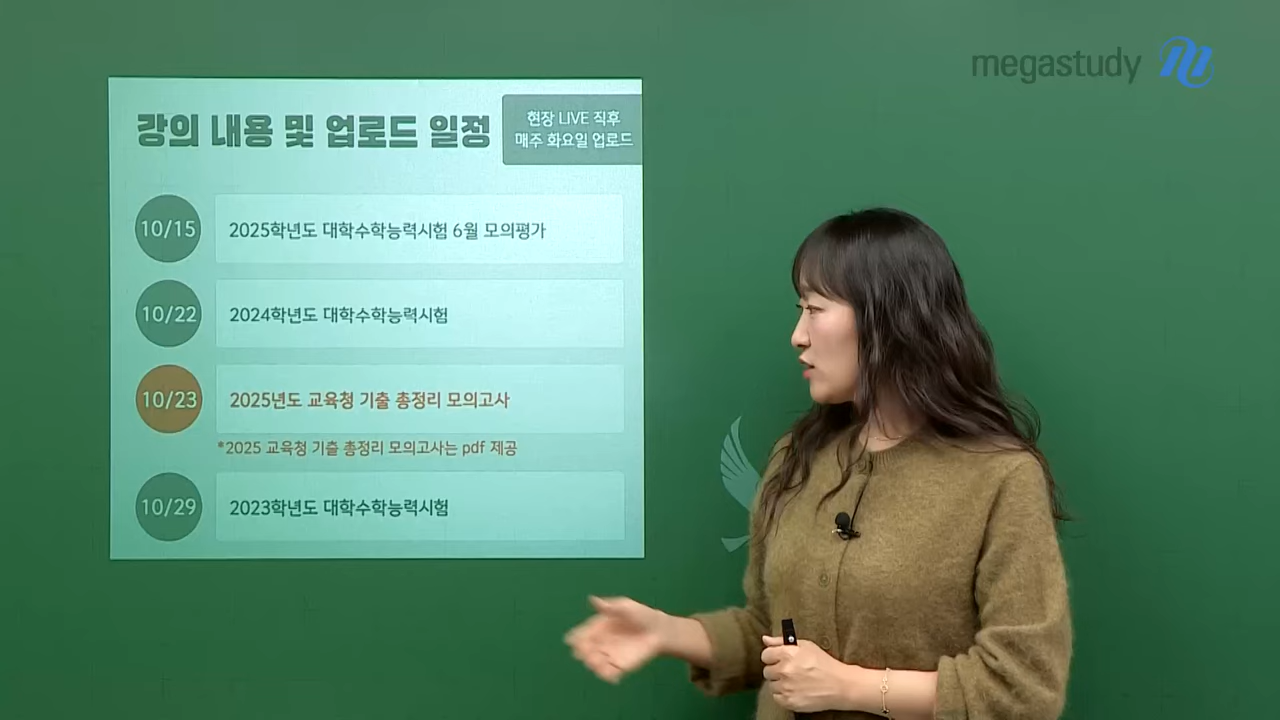 megastudy
강의 내용 및 업로드 일정
현장 LIVE 직후
매주 화요일 업로드
10/15
2025학년도 대학수학능력시험 6월 모의평가
10/22
2024학년도 대학수학능력시험
10/23
2025년도 교육청 기출 총정리 모의고사
*2025 교육청 기출 총정리 모의고사는 pdf 제공
10/29
2023학년도 대학수학능력시험